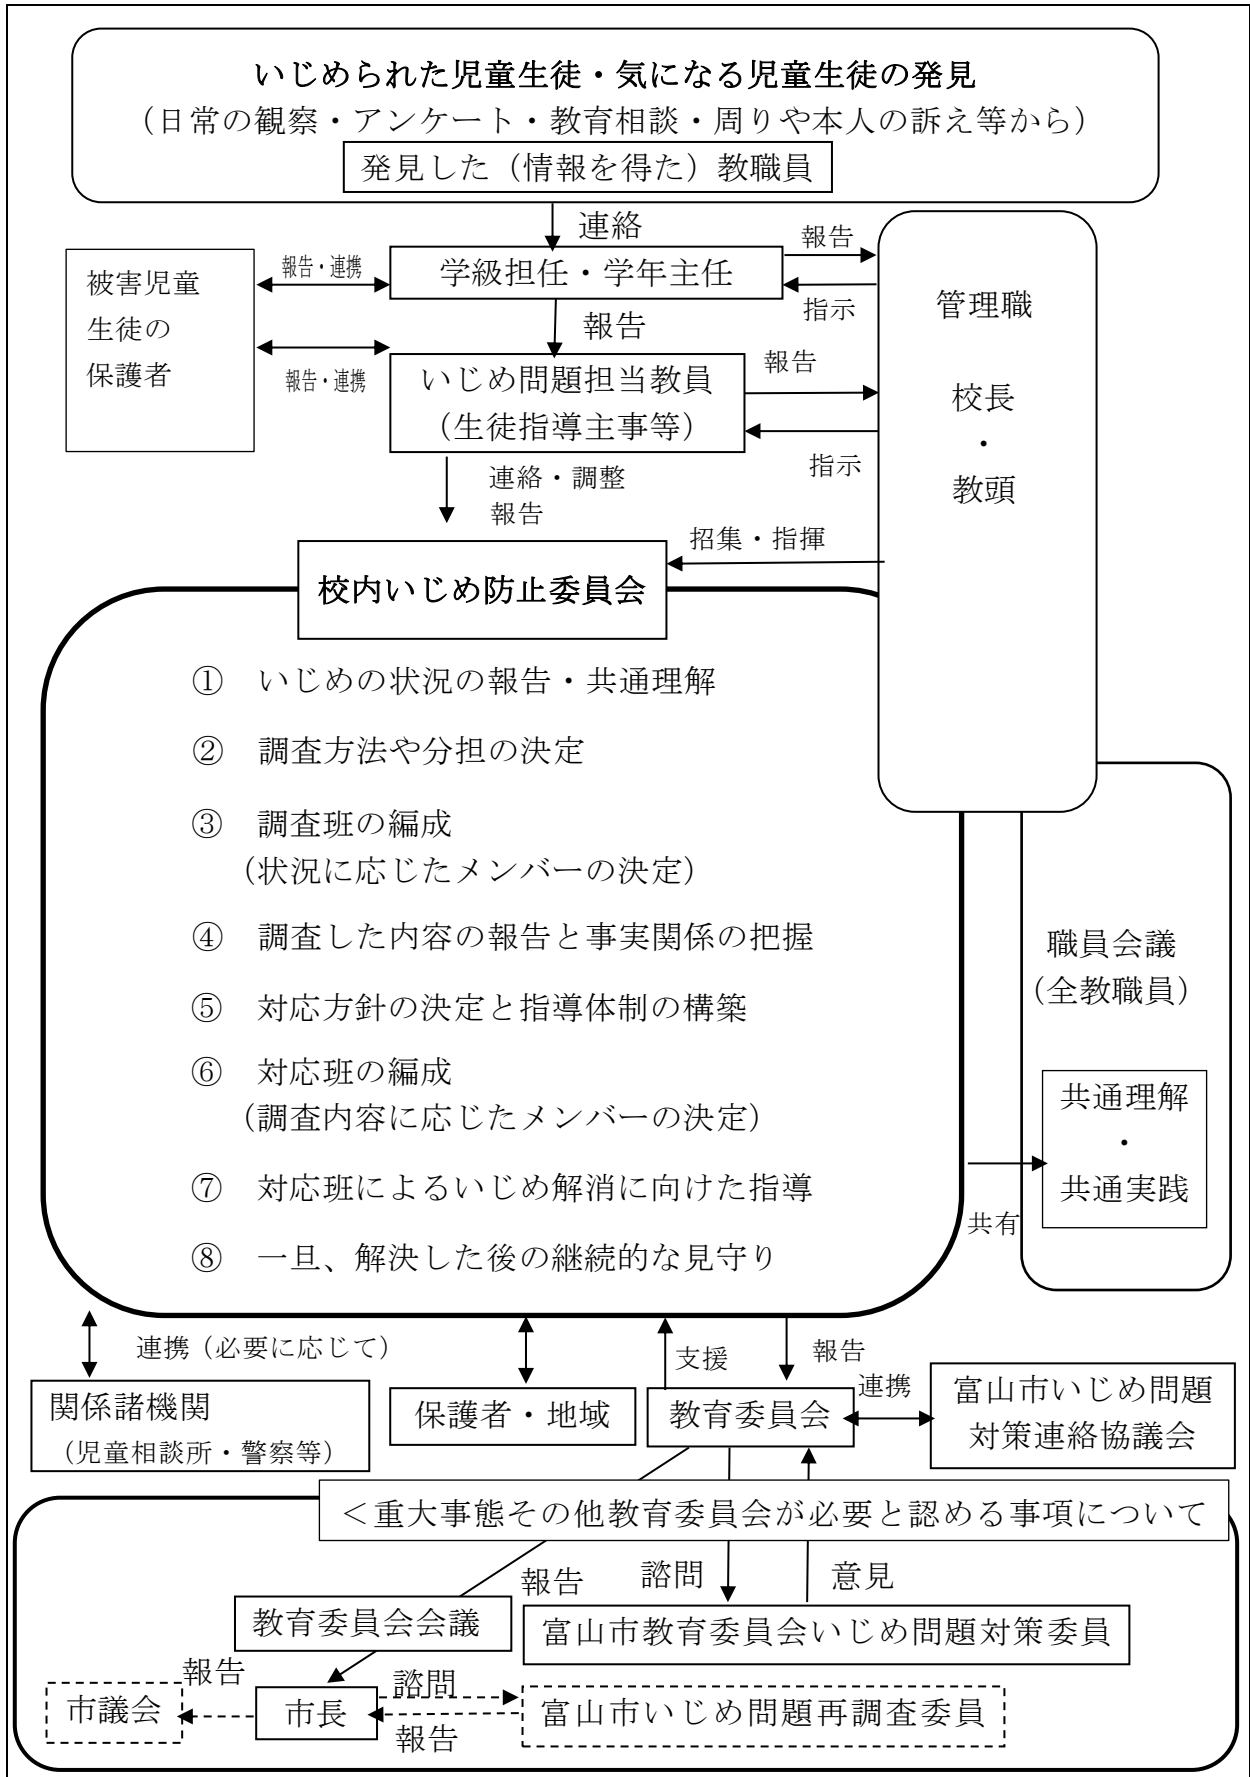 いじめられた児童生徒・気になる児童生徒の発見
（日常の観察・アンケート・教育相談・周りや本人の訴え等から）
発見した（情報を得た）教職員
連絡
被害児童
生徒の
保護者
報告・連携
学級担任・学年主任
報告
指示
管理職
校長
・
教頭
報告
報告・連携
いじめ問題担当教員
（生徒指導主事等）
報告
指示
連絡・調整
報告
招集・指揮
校内いじめ防止委員会
① いじめの状況の報告・共通理解
② 調査方法や分担の決定
③ 調査班の編成
（状況に応じたメンバーの決定）
④ 調査した内容の報告と事実関係の把握
⑤ 対応方針の決定と指導体制の構築
⑥ 対応班の編成
（調査内容に応じたメンバーの決定）
⑦ 対応班によるいじめ解消に向けた指導
⑧ 一旦、解決した後の継続的な見守り
職員会議
（全教職員）
共通理解
・
共通実践
共有
連携（必要に応じて）
支援
報告
関係諸機関
（児童相談所・警察等）
保護者・地域
教育委員会
連携
富山市いじめ問題
対策連絡協議会
＜重大事態その他教育委員会が必要と認める事項について
報告
諮問
意見
教育委員会会議
富山市教育委員会いじめ問題対策委員
報告
諮問
市議会
市長
報告
富山市いじめ問題再調査委員